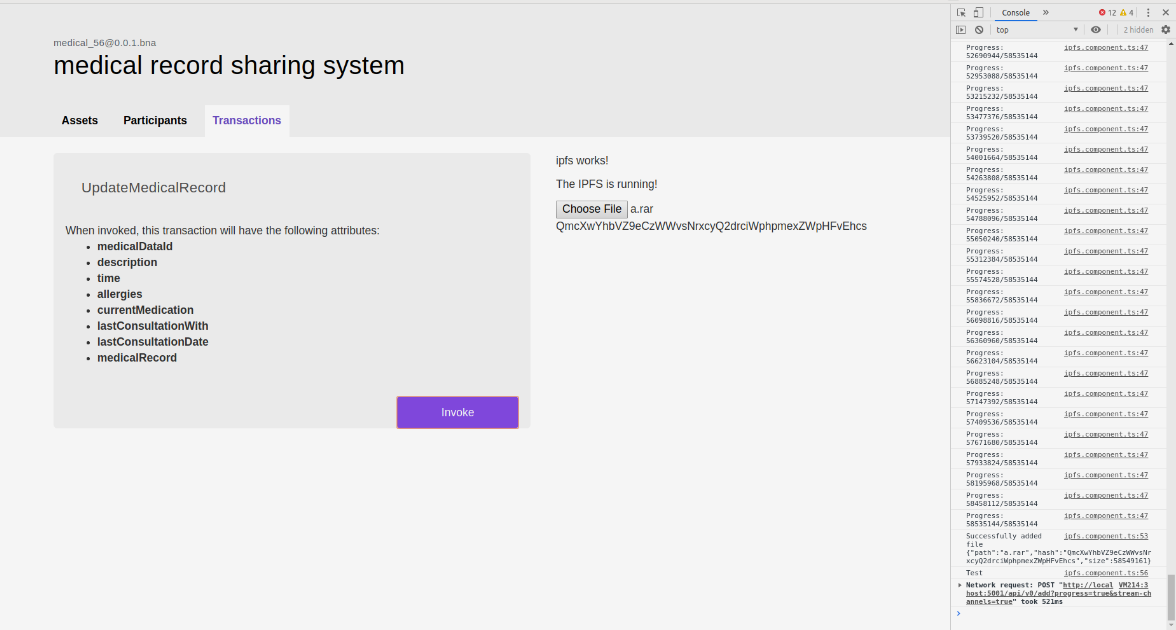 medical_56@0.0.1.bna
medical record sharing system
Assets Participants Transactions
UpdateMedicalRecord
When invoked, this transaction will have the following attributes:
medicalDataId
description
time
allergies
currentMedication
lastConsultationWith
lastConsultationDate
medicalRecord
Invoke
ipfs works!
The IPFS is running!
Choose File a.rar
QmcXwYhbVZ9eCzWWvsNrxcyQ2drciWphpmexZWpHFvEhcs
Console » 12 4
top 2 hidden
Progress: ipfs.component.ts:47
52690944/58535144
Progress: ipfs.component.ts:47
52953088/58535144
Progress: ipfs.component.ts:47
53215232/58535144
Progress: ipfs.component.ts:47
53477376/58535144
Progress: ipfs.component.ts:47
53739520/58535144
Progress: ipfs.component.ts:47
54001664/58535144
Progress: ipfs.component.ts:47
54263808/58535144
Progress: ipfs.component.ts:47
54525952/58535144
Progress: ipfs.component.ts:47
54788096/58535144
Progress: ipfs.component.ts:47
55050240/58535144
Progress: ipfs.component.ts:47
55312384/58535144
Progress: ipfs.component.ts:47
55574528/58535144
Progress: ipfs.component.ts:47
55836672/58535144
Progress: ipfs.component.ts:47
56098816/58535144
Progress: ipfs.component.ts:47
56360960/58535144
Progress: ipfs.component.ts:47
56623104/58535144
Progress: ipfs.component.ts:47
56885248/58535144
Progress: ipfs.component.ts:47
57147392/58535144
Progress: ipfs.component.ts:47
57409536/58535144
Progress: ipfs.component.ts:47
57671680/58535144
Progress: ipfs.component.ts:47
57933824/58535144
Progress: ipfs.component.ts:47
58195968/58535144
Progress: ipfs.component.ts:47
58458112/58535144
Progress: ipfs.component.ts:47
58535144/58535144
Successfully added ipfs.component.ts:53
file
{"path":"a.rar","hash":"QmcXwYhbVZ9eCzWWvsNr
xcyQ2drciWphpmexZWpHFvEhcs","size":58549161}
Test ipfs.component.ts:56
Network request: POST "http://local VM214:3
host:5001/api/v0/add?progress=true&stream-ch
annels=true" took 521ms